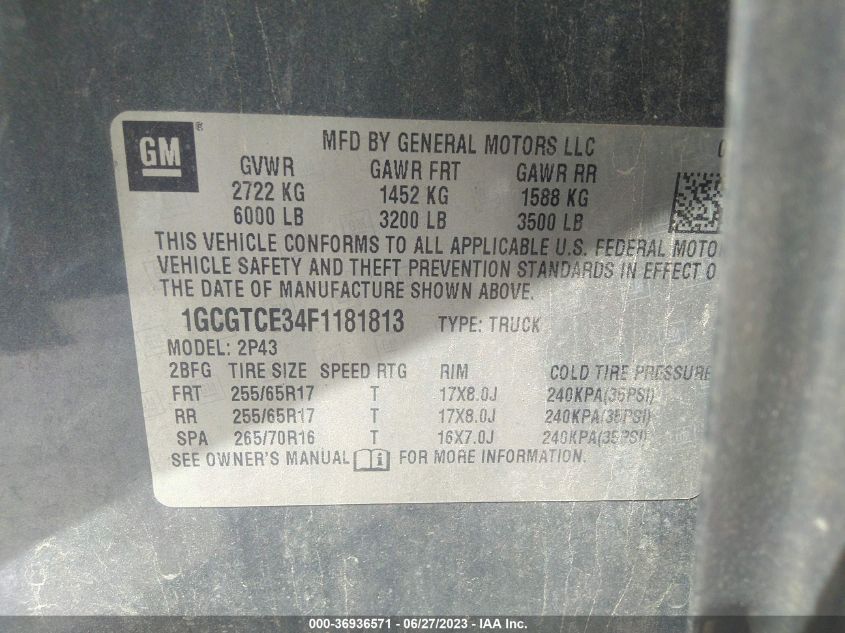 GM ®
MFD BY GENERAL MOTORS LLC
GVWR GAWR FRT GAWR RR
2722 KG 1452 KG 1588 KG
6000 LB 3200 LB 3500 LB
THIS VEHICLE CONFORMS TO ALL APPLICABLE U.S. FEDERAL MOTO
VEHICLE SAFETY AND THEFT PREVENTION STANDARDS IN EFFECT O
THE DATE OF MANUFACTURE SHOWN ABOVE.
1GCGTCE34F1181813 TYPE: TRUCK
MODEL: 2P43
2BFG TIRE SIZE SPEED RTG RIM COLD TIRE PRESSURE
FRT 255/65R17 T 17X8.0J 240KPA(35PSI)
RR 255/65R17 T 17X8.0J 240KPA(35PSI)
SPA 265/70R16 T 16X7.0J 240KPA(35PSI)
SEE OWNER'S MANUAL FOR MORE INFORMATION.
000-36936571 / 06/27/2023 - IAAI.com